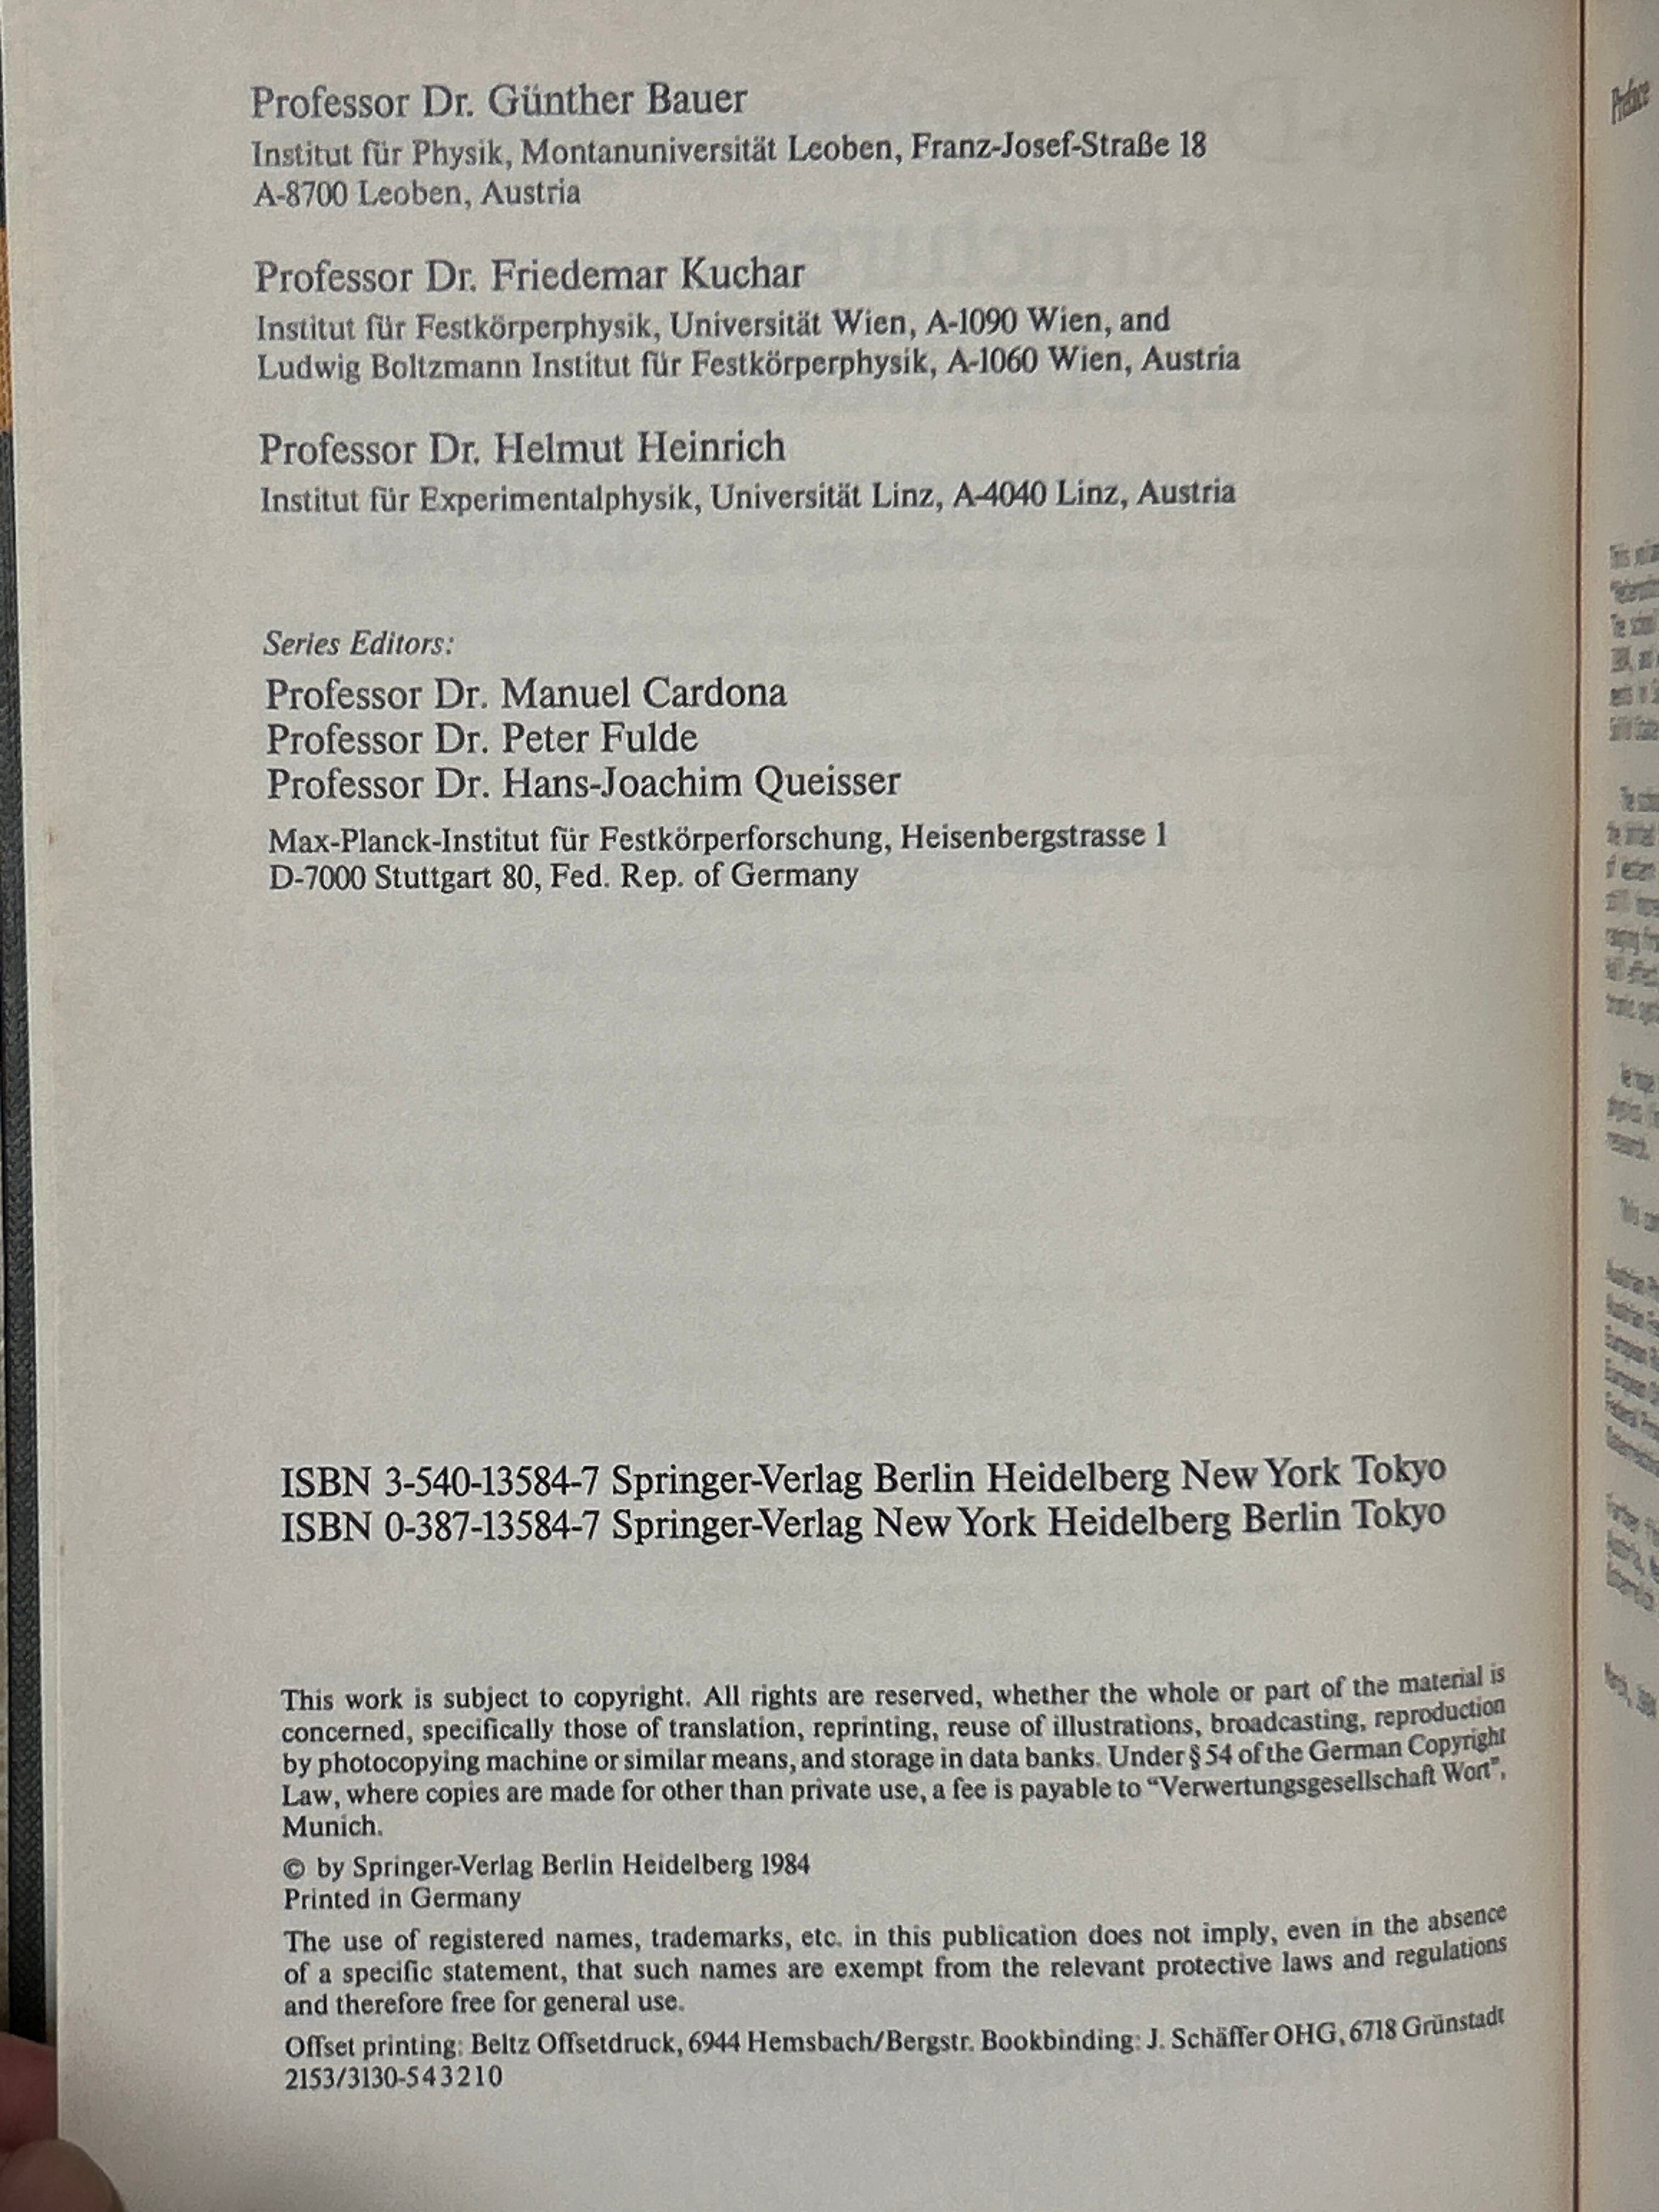 Professor Dr. Günther Bauer
Institut für Physik, Montanuniversität Leoben, Franz-Josef-Straße 18
A-8700 Leoben, Austria
Professor Dr. Friedemar Kuchar
Institut für Festkörperphysik, Universität Wien, A-1090 Wien, and
Ludwig Boltzmann Institut für Festkörperphysik, A-1060 Wien, Austria
Professor Dr. Helmut Heinrich
Institut für Experimentalphysik, Universität Linz, A-4040 Linz, Austria
Series Editors:
Professor Dr. Manuel Cardona
Professor Dr. Peter Fulde
Professor Dr. Hans-Joachim Queisser
Max-Planck-Institut für Festkörperforschung, Heisenbergstrasse 1
D-7000 Stuttgart 80, Fed. Rep. of Germany
ISBN 3-540-13584-7 Springer-Verlag Berlin Heidelberg New York Tokyo
ISBN 0-387-13584-7 Springer-Verlag New York Heidelberg Berlin Tokyo
This work is subject to copyright. All rights are reserved, whether the whole or part of the material is
concerned, specifically those of translation, reprinting, reuse of illustrations, broadcasting, reproduction
by photocopying machine or similar means, and storage in data banks. Under § 54 of the German Copyright
Law, where copies are made for other than private use, a fee is payable to “Verwertungsgesellschaft Wort”,
Munich.
© by Springer-Verlag Berlin Heidelberg 1984
Printed in Germany
The use of registered names, trademarks, etc. in this publication does not imply, even in the absence
of a specific statement, that such names are exempt from the relevant protective laws and regulations
and therefore free for general use.
Offset printing: Beltz Offsetdruck, 6944 Hemsbach/Bergstr. Bookbinding: J. Schäffer OHG, 6718 Grünstadt
2153/3130-543210
Preface